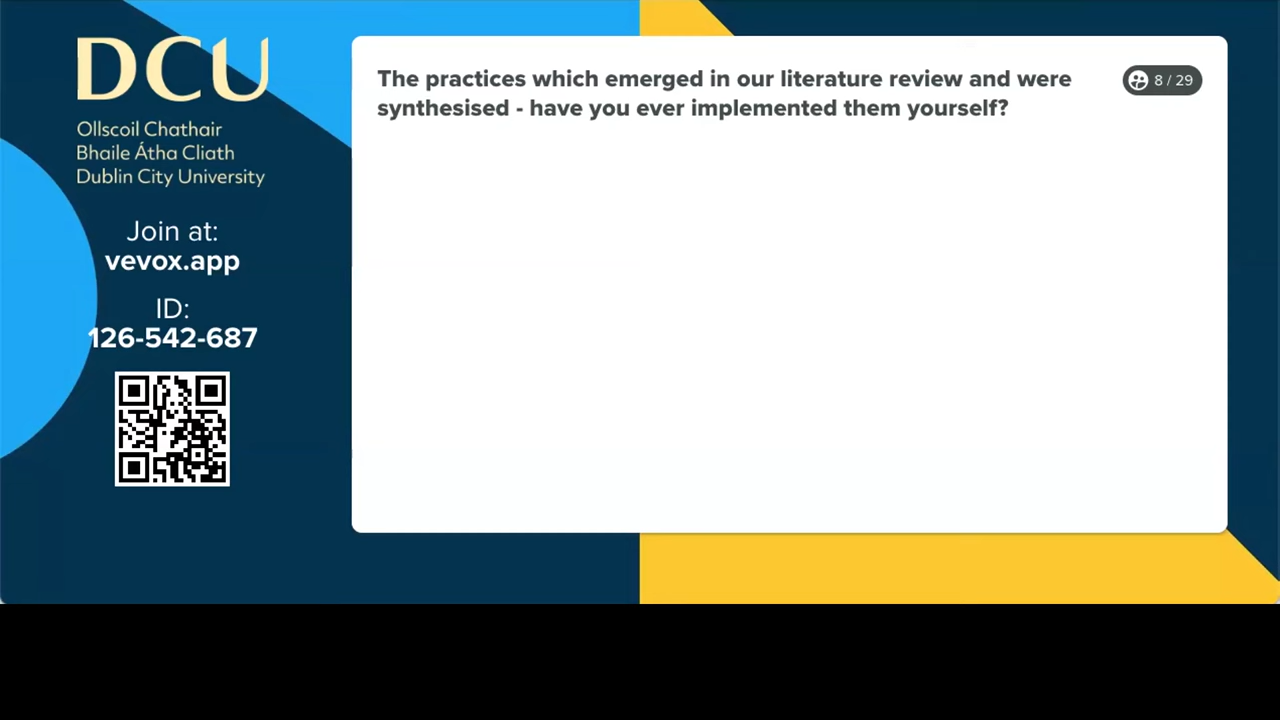 DCU
Ollscoil Chathair
Bhaile Átha Cliath
Dublin City University
Join at:
vevox.app
ID:
126-542-687
The practices which emerged in our literature review and were
synthesised - have you ever implemented them yourself?
8 / 29